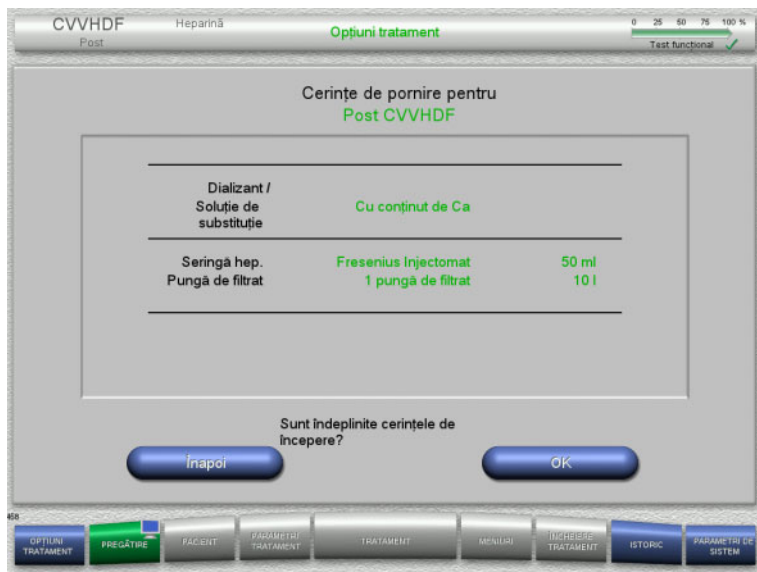 CVVHDF
Heparină
Opțiuni tratament
0 25 50 75 100 %
Post
Test funcțional
Cerințe de pornire pentru
Post CVVHDF
Dializant /
Soluție de
substituție
Cu conținut de Ca
Seringă hep. Fresenius Injectomat 50 ml
Pungă de filtrat 1 pungă de filtrat 10 l
Sunt îndeplinite cerințele de
începere?
Înapoi
OK
458
OPȚIUNI
TRATAMENT
PREGĂTIRE
PACIENT
PARAMETRI
TRATAMENT
TRATAMENT
MENIURI
ÎNCHEIERE
TRATAMENT
ISTORIC
PARAMETRI DE
SISTEM